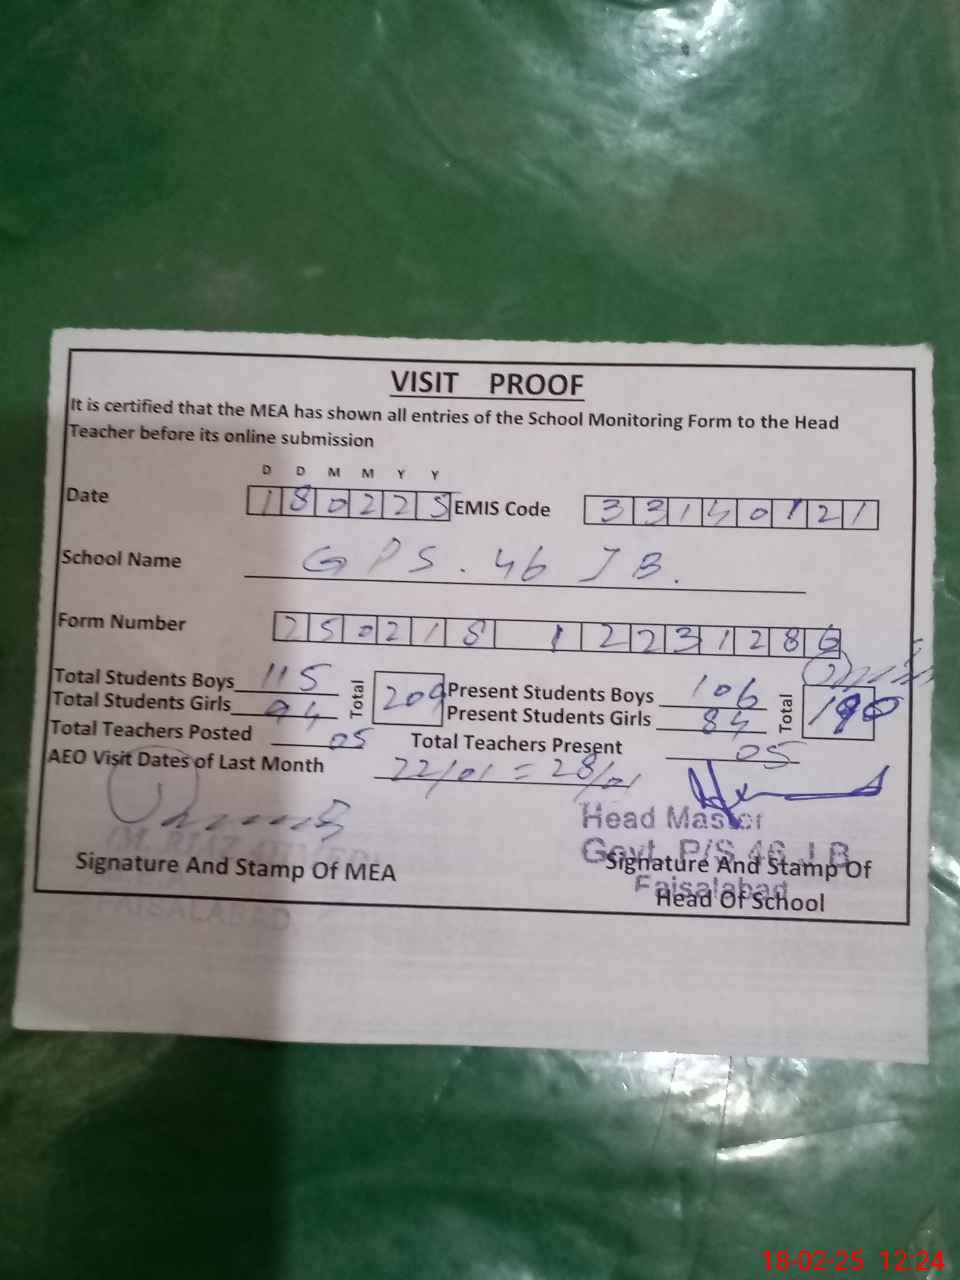 VISIT PROOF
It is certified that the MEA has shown all entries of the School Monitoring Form to the Head
Teacher before its online submission
D D M M Y Y
Date 180225 EMIS Code 33140121
School Name GPS. 46 JB.
Form Number 250218 12231286
Total Students Boys 115 Total 209 Present Students Boys 106 Total 190
Total Students Girls 94 Present Students Girls 84
Total Teachers Posted 05 Total Teachers Present 05
AEO Visit Dates of Last Month 22/01 = 28/01
Head Master
Govt. P/S 46 J.B
Faisalabad
Signature And Stamp Of MEA
FAISALABAD
Signature And Stamp Of
Head Of School
18-02-25 12:24